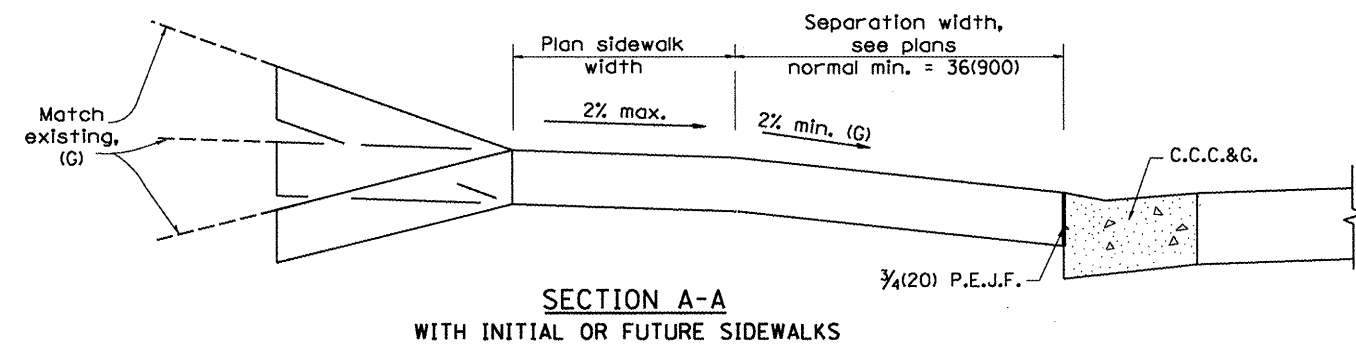 Separation width,
see plans
normal min. = 36(900)
Plan sidewalk
width
Match
existing,
(G)
2% max.
2% min. (G)
C.C.C.&G.
¾(20) P.E.J.F.
SECTION A-A
WITH INITIAL OR FUTURE SIDEWALKS